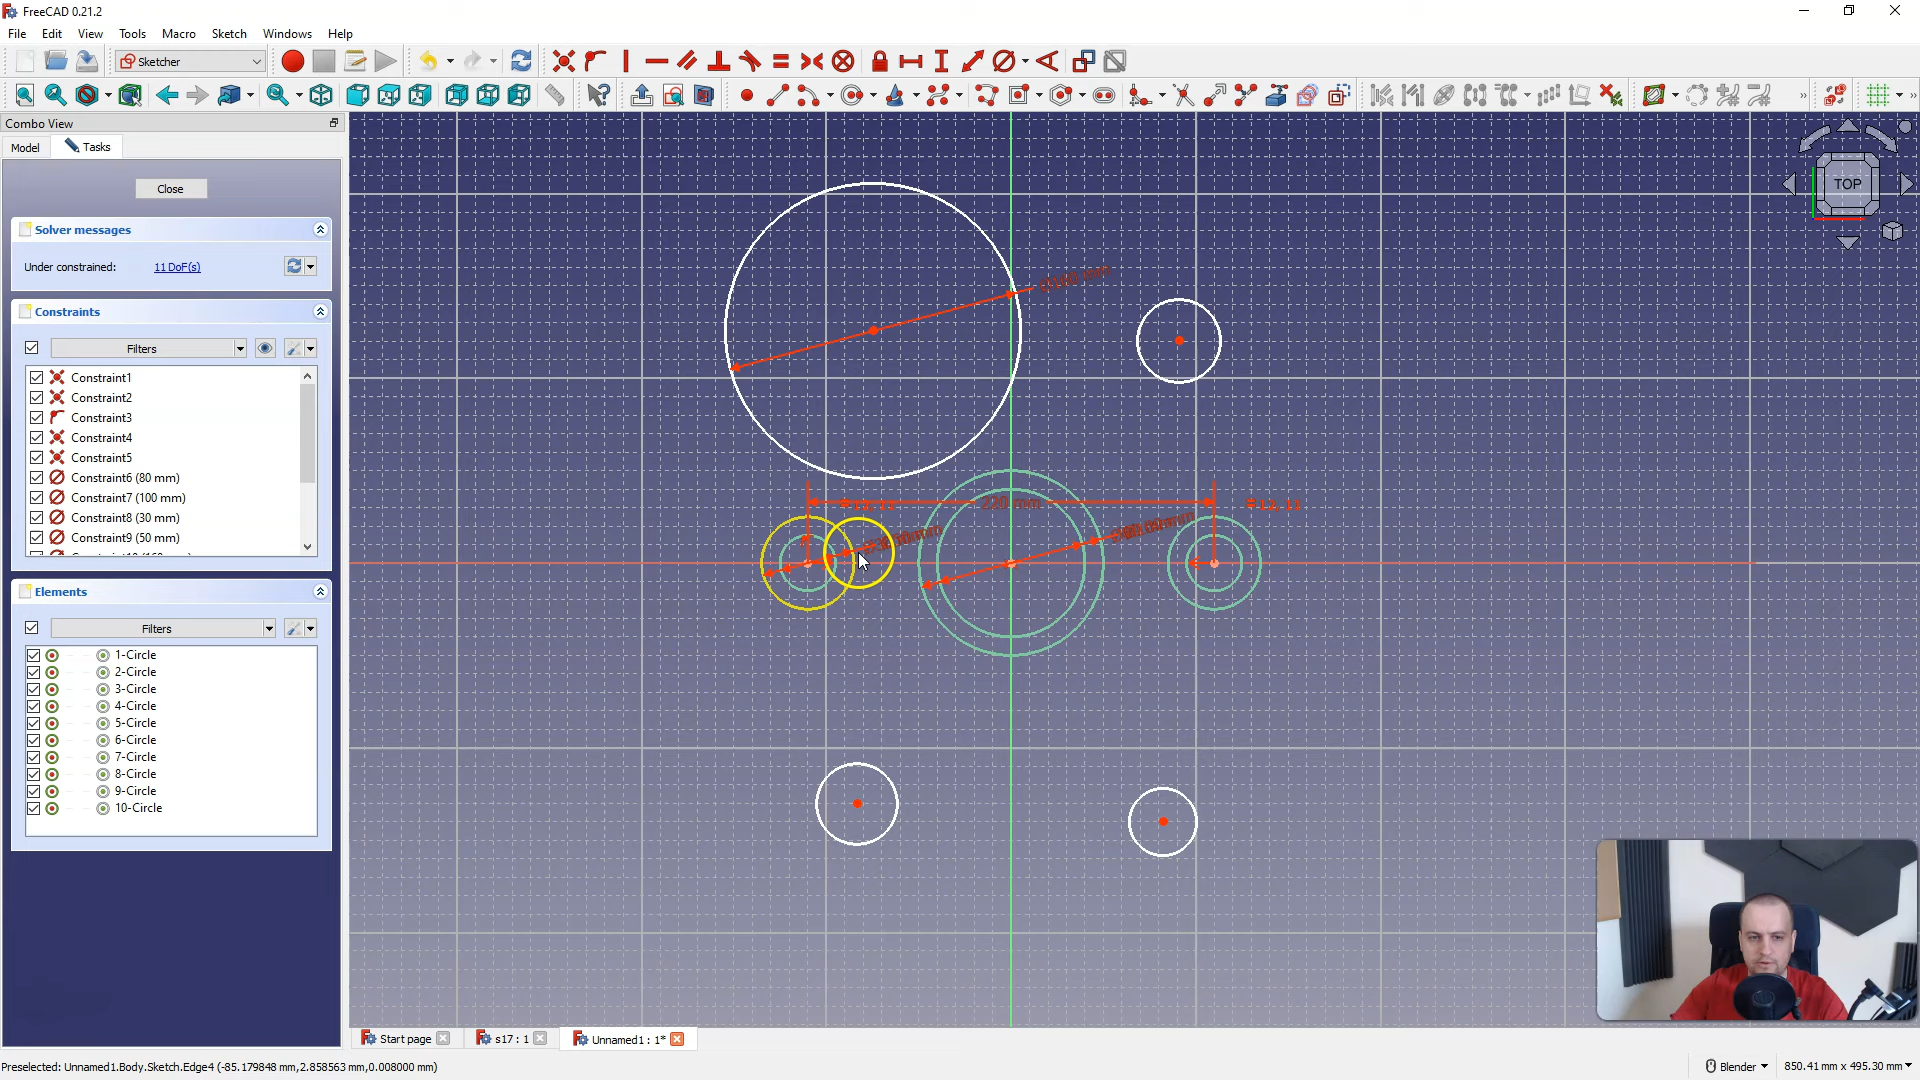 FreeCAD 0.21.2
File Edit View Tools Macro Sketch Windows Help
Sketcher
Combo View
Model Tasks
Close
Solver messages
Under constrained: 11 DoF(s)
Constraints
Filters
Constraint1
Constraint2
Constraint3
Constraint4
Constraint5
Constraint6 (80 mm)
Constraint7 (100 mm)
Constraint8 (30 mm)
Constraint9 (50 mm)
Elements
Filters
1-Circle
2-Circle
3-Circle
4-Circle
5-Circle
6-Circle
7-Circle
8-Circle
9-Circle
10-Circle
TOP
220 mm
Start page s17 : 1 Unnamed1 : 1*
Preselected: Unnamed1.Body.Sketch.Edge4 (-85.179848 mm,2.858563 mm,0.008000 mm)
Blender 850.41 mm x 495.30 mm